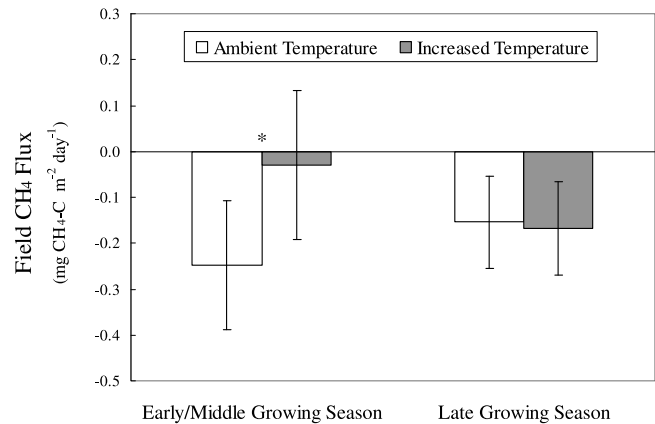 0.3
Ambient Temperature Increased Temperature
0.2
0.1
*
0.0
-0.1
-0.2
-0.3
-0.4
-0.5
Field CH4 Flux
(mg CH4-C m-2 day-1)
Early/Middle Growing Season Late Growing Season